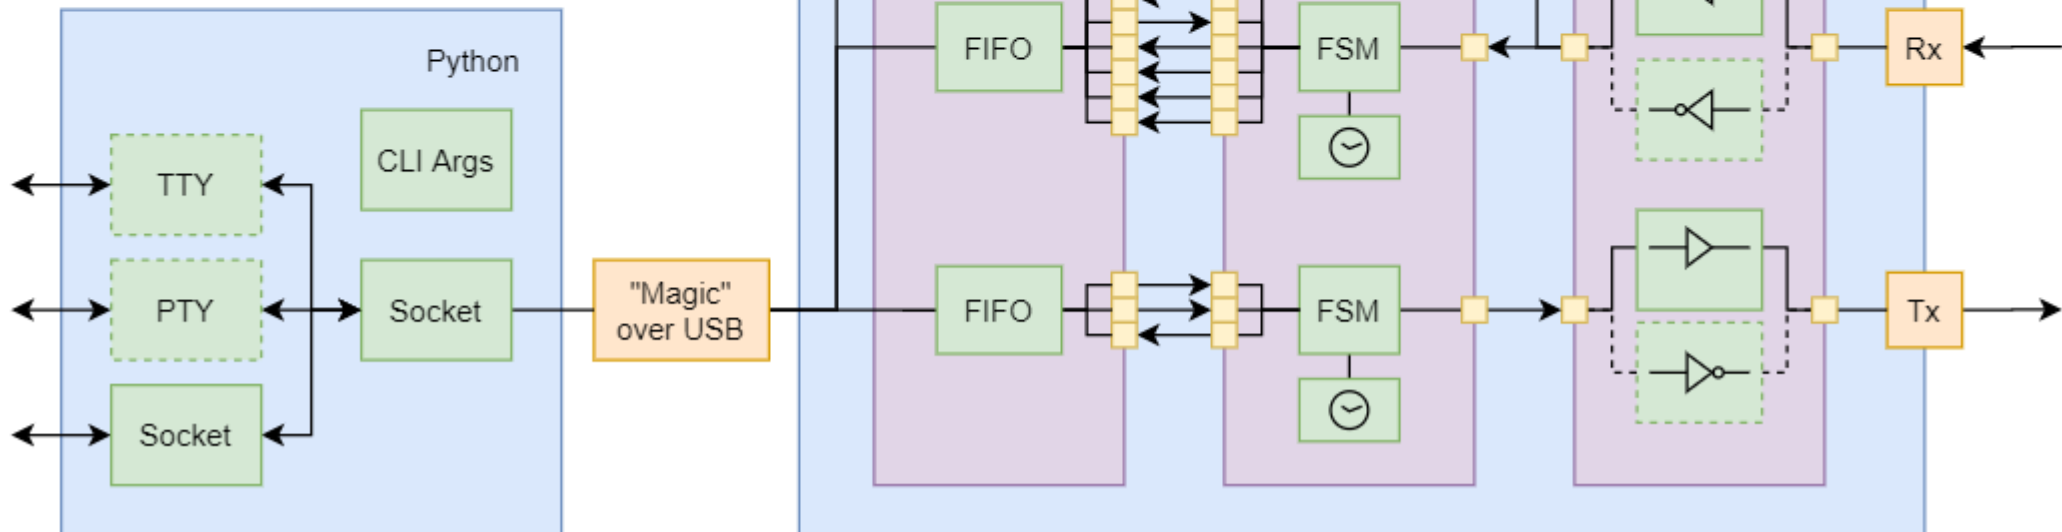 Python
CLI Args
TTY
PTY
Socket
Socket
"Magic"
over USB
FIFO
FSM
Rx
FIFO
FSM
Tx